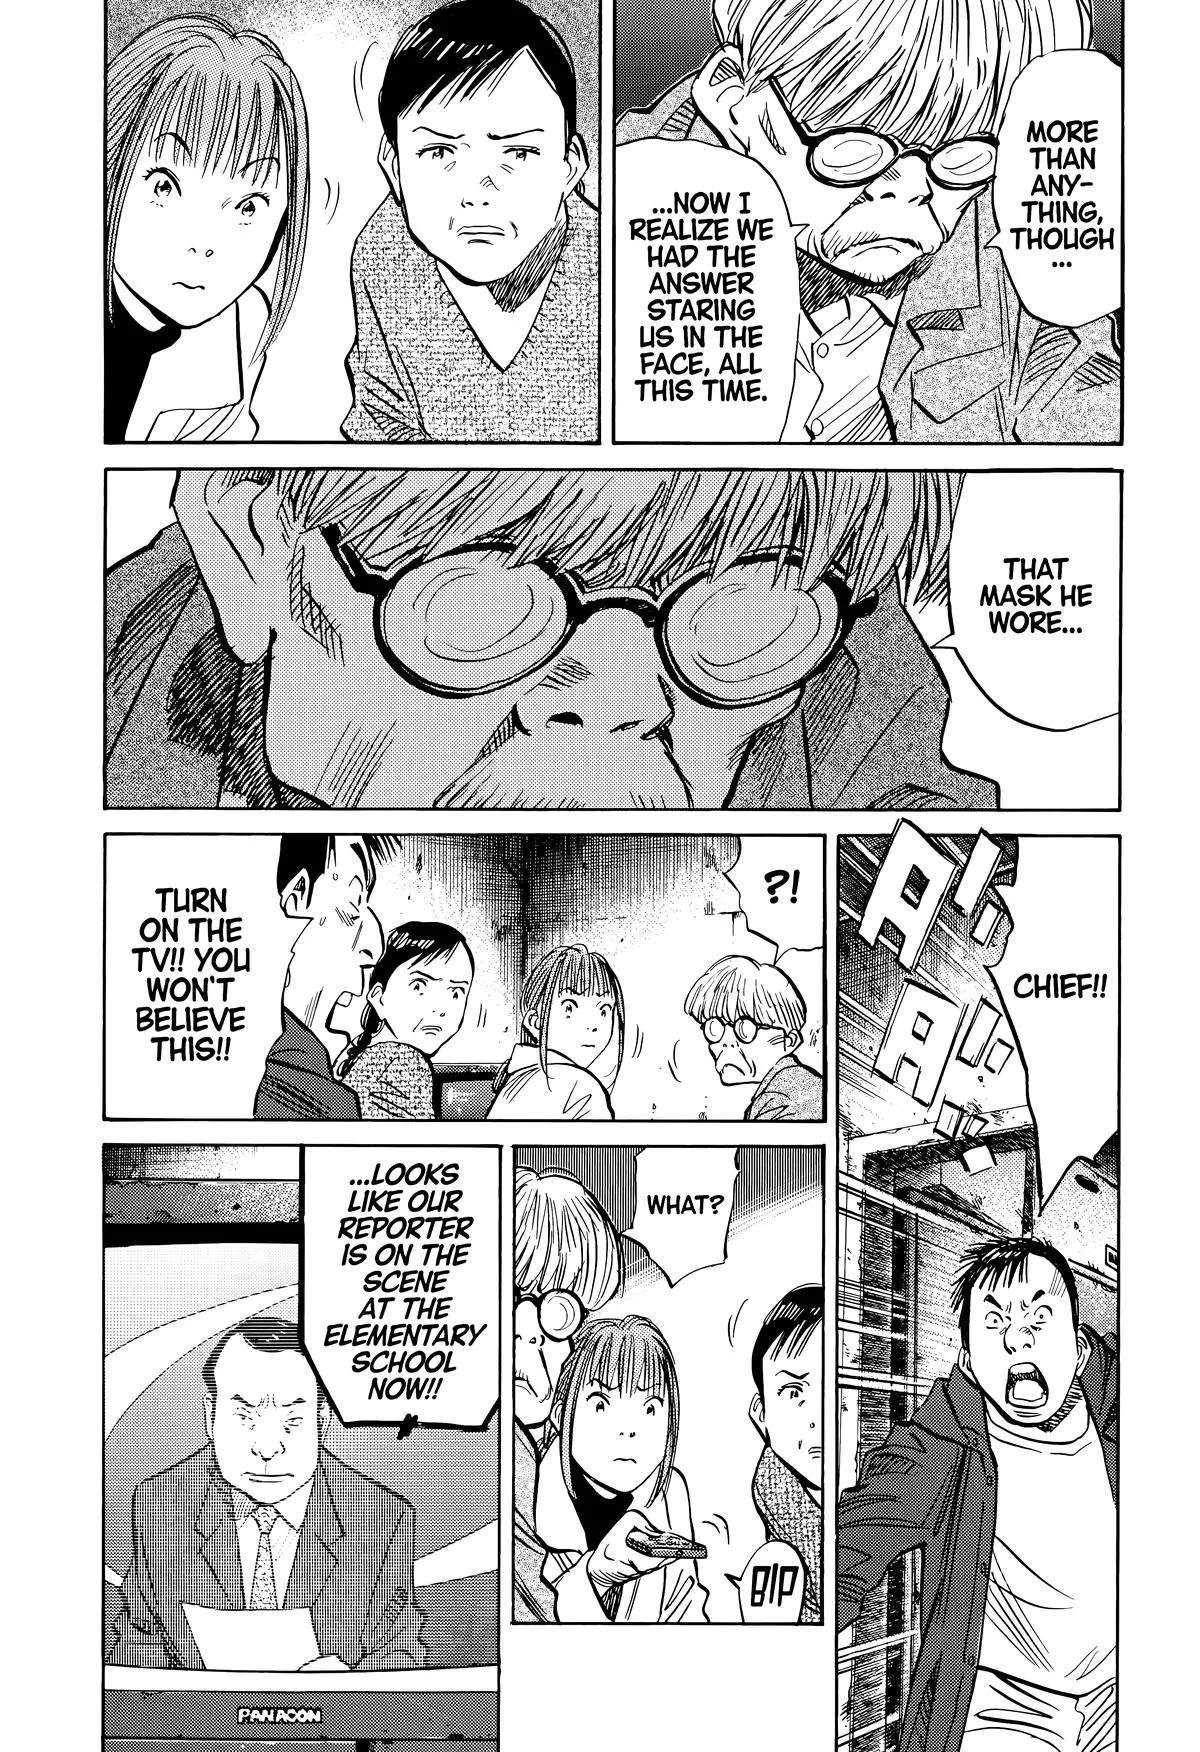 MORE
THAN
ANY-
THING,
THOUGH
...
...NOW I
REALIZE WE
HAD THE
ANSWER
STARING
US IN THE
FACE, ALL
THIS TIME.
THAT
MASK HE
WORE...
CHIEF!!
?!
TURN
ON THE
TV!! YOU
WON'T
BELIEVE
THIS!!
WHAT?
BIP
...LOOKS
LIKE OUR
REPORTER
IS ON THE
SCENE
AT THE
ELEMENTARY
SCHOOL
NOW!!
PANACON